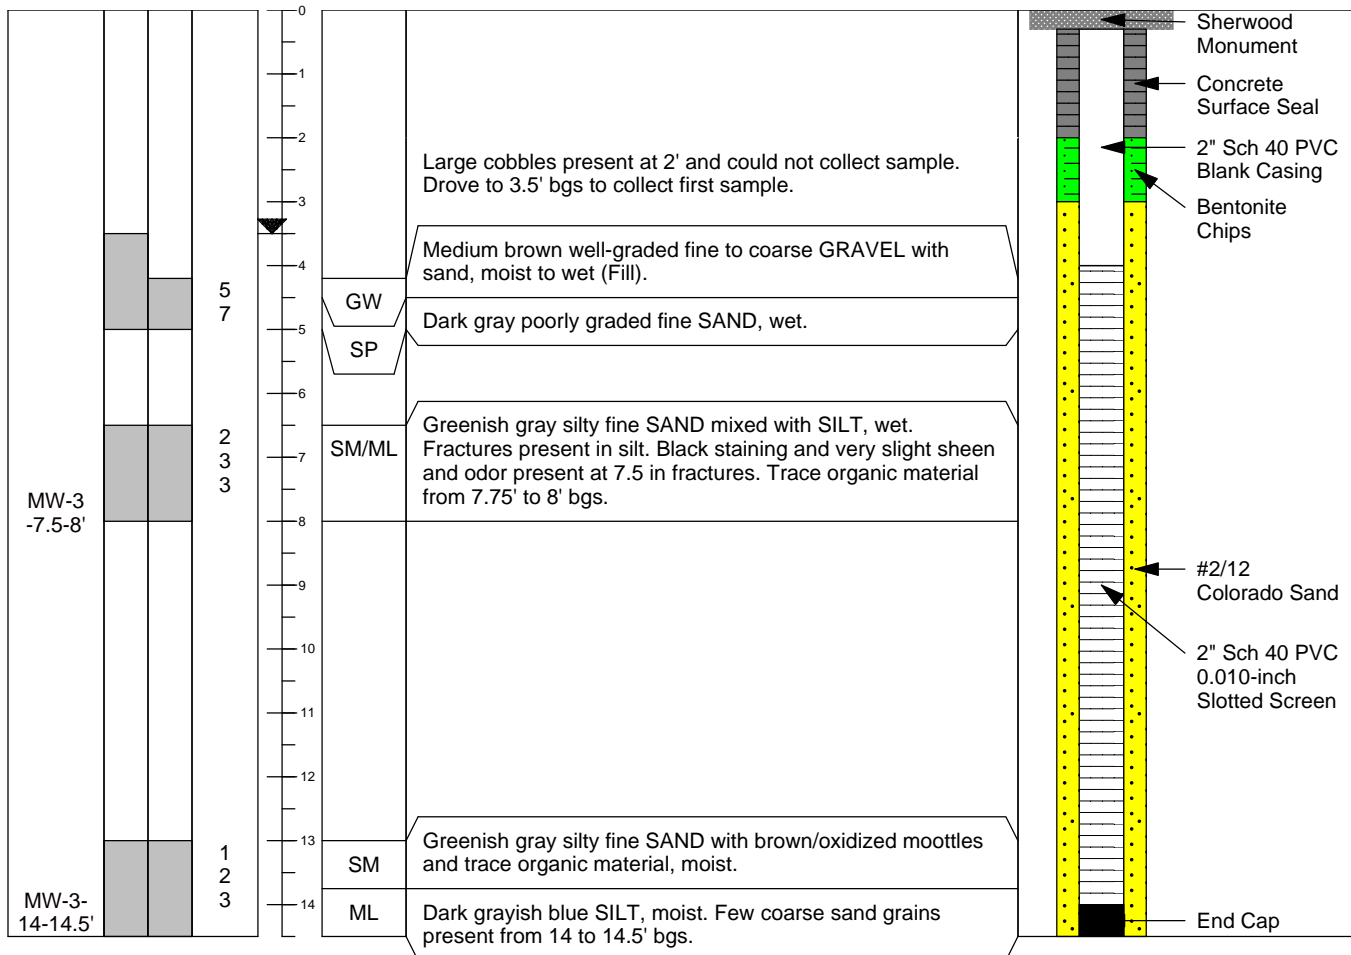 MW-3
-7.5-8'
MW-3-
14-14.5'
5
7
2
3
3
1
2
3
0
1
2
3
4
5
6
7
8
9
10
11
12
13
14
GW
SP
SM/ML
SM
ML
Large cobbles present at 2' and could not collect sample.
Drove to 3.5' bgs to collect first sample.
Medium brown well-graded fine to coarse GRAVEL with
sand, moist to wet (Fill).
Dark gray poorly graded fine SAND, wet.
Greenish gray silty fine SAND mixed with SILT, wet.
Fractures present in silt. Black staining and very slight sheen
and odor present at 7.5 in fractures. Trace organic material
from 7.75' to 8' bgs.
Greenish gray silty fine SAND with brown/oxidized moottles
and trace organic material, moist.
Dark grayish blue SILT, moist. Few coarse sand grains
present from 14 to 14.5' bgs.
Sherwood
Monument
Concrete
Surface Seal
2" Sch 40 PVC
Blank Casing
Bentonite
Chips
#2/12
Colorado Sand
2" Sch 40 PVC
0.010-inch
Slotted Screen
End Cap